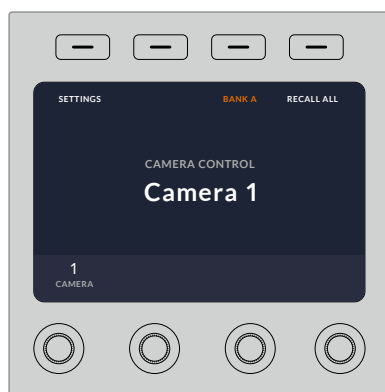 SETTINGS BANK A RECALL ALL
CAMERA CONTROL
Camera 1
1
CAMERA